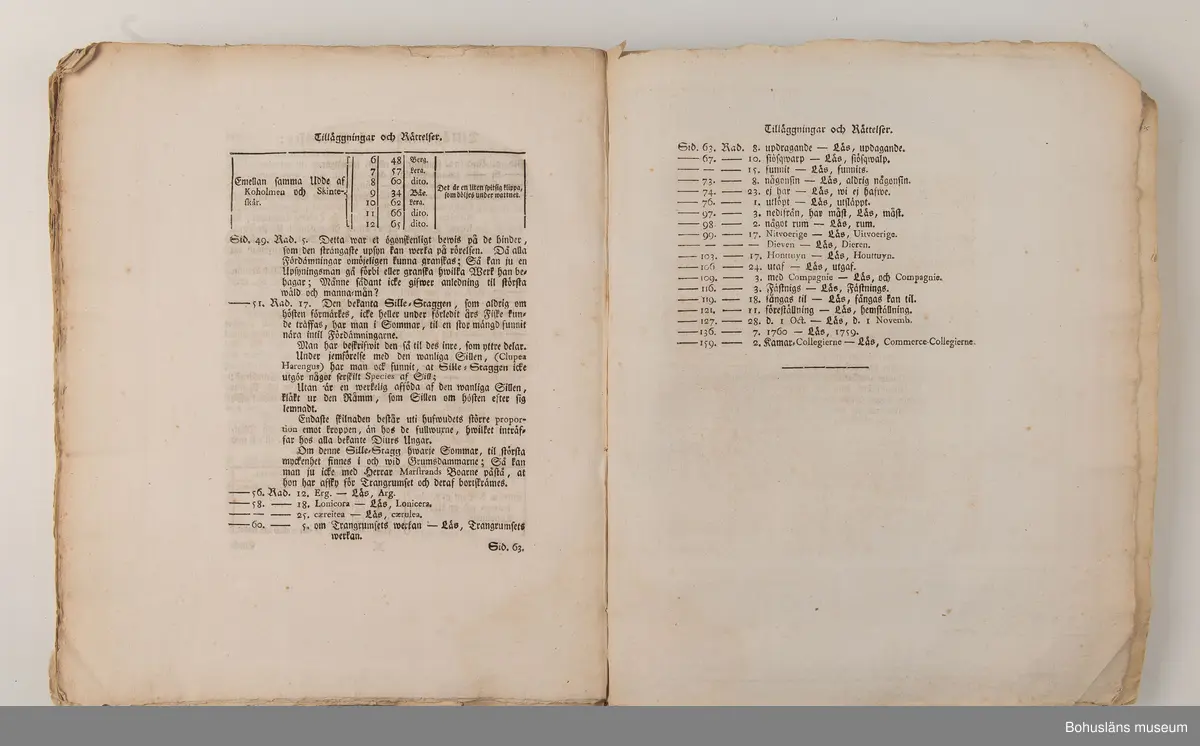 Tilläggningar och Rättelser.
6 48 Berg.
7 57 Lera.
Emellan samma Udde af 8 60 dito. Det är en liten spitsig klippa,
Koholmen och Skinte- 9 34 Båe. som döljes under wattnet.
skär. 10 62 Lera.
11 66 dito.
12 65 dito.
Sid. 49. Rad. 5. Detta war et ögonskenligt bewis på de hinder,
som den strängaste upsyn kan werka på rörelsen. Då alla
Fördämningar omöjeligen kunna granskas; Så kan ju en
Upsyningsman gå förbi eller granska hwilka Werk han be-
hagar; Månne sådant icke gifwer anledning til största
wåld och manna-mån?
— 51. Rad. 17. Den bekanta Sille-Staggen, som aldrig om
hösten förmärkes, icke heller under förledit års Fiske kun-
de träffas, har man i Sommar, til en stor mängd funnit
nära intil Fördämningarne.
Man har beskrifwit den så til des inre, som yttre delar.
Under jemförelse med den wanliga Sillen, (Clupea
Harengus) har man ock funnit, at Sille-Staggen icke
utgör något serskilt Species af Sill;
Utan är en werkelig afföda af den wanliga Sillen,
kläkt ur den Rämm, som Sillen om hösten efter sig
lemnadt.
Endaste skilnaden består uti hufwudets större propor-
tion emot kroppen, än hos de fullwuxne, hwilket inträf-
far hos alla bekante Diurs Ungar.
Om denne Sille-Stagg hwarje Sommar, til största
myckenhet finnes i och wid Grumsdammarne; Så kan
man ju icke med Herrar Marstrands Boarne påstå, at
hon har afsky för Trangrumset och deraf bortskrämes.
— 56. Rad. 12. Erg. — Läs, Arg.
— 58. — 18. Lonicora — Läs, Lonicera.
— — — 25. cæreitea — Läs, cærulea.
— 60. — 5. om Trangrumsets werkan — Läs, Trangrumsets
werkan.
Sid. 63.
Tilläggningar och Rättelser.
Sid. 63. Rad. 8. updragande — Läs, updagande.
— 67. — 10. stösqwarp — Läs, stösqwalp.
— — — 15. funnit — Läs, funnits.
— 73. — 8. någonsin — Läs, aldrig någonsin.
— 74. — 23. ej har — Läs, wi ej hafwe.
— 76. — 1. utlöpt — Läs, utsläppt.
— 97. — 3. nedifrån, har mäst, Läs, mäst.
— 98. — 2. något rum — Läs, rum.
— 99. — 17. Nitvoerige — Läs, Uitvoerige.
— — — Dieven — Läs, Dieren.
— 103. — 17. Honttuyn — Läs, Houttuyn.
— 106 — 24. utaf — Läs, utgaf.
— 109. — 3. med Compagnie — Läs, och Compagnie.
— 116. — 3. Fästnigs — Läs, Fästnings.
— 119. — 18. fångas til — Läs, fångas kan til.
— 121. — 11. föreställning — Läs, hemställning.
— 127. — 28. d. 1 Oct. — Läs, d. 1 Novemb.
— 136. — 7. 1760 — Läs, 1759.
— 159. — 2. Kamar-Collegierne — Läs, Commerce-Collegierne.
Bohusläns museum